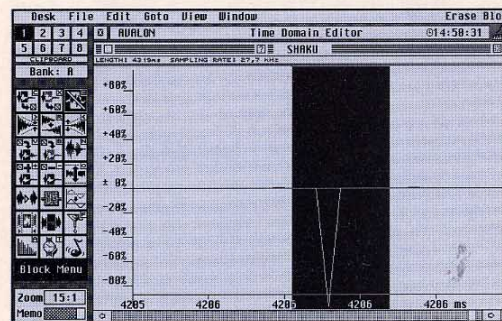 Desk File Edit Goto View Window Erase Blo
1 2 3 4 AVALON Time Domain Editor 14:50:31
5 6 7 8 SHAKU
CLIPBOARD LENGTH: 4319ms SAMPLING RATE: 27,7 KHz
Bank: A
+80%
+60%
+40%
+20%
± 0%
-20%
-40%
-60%
-80%
Block Menu
Zoom 15:1
Memo
4205 4206 4206 4206 4206 ms